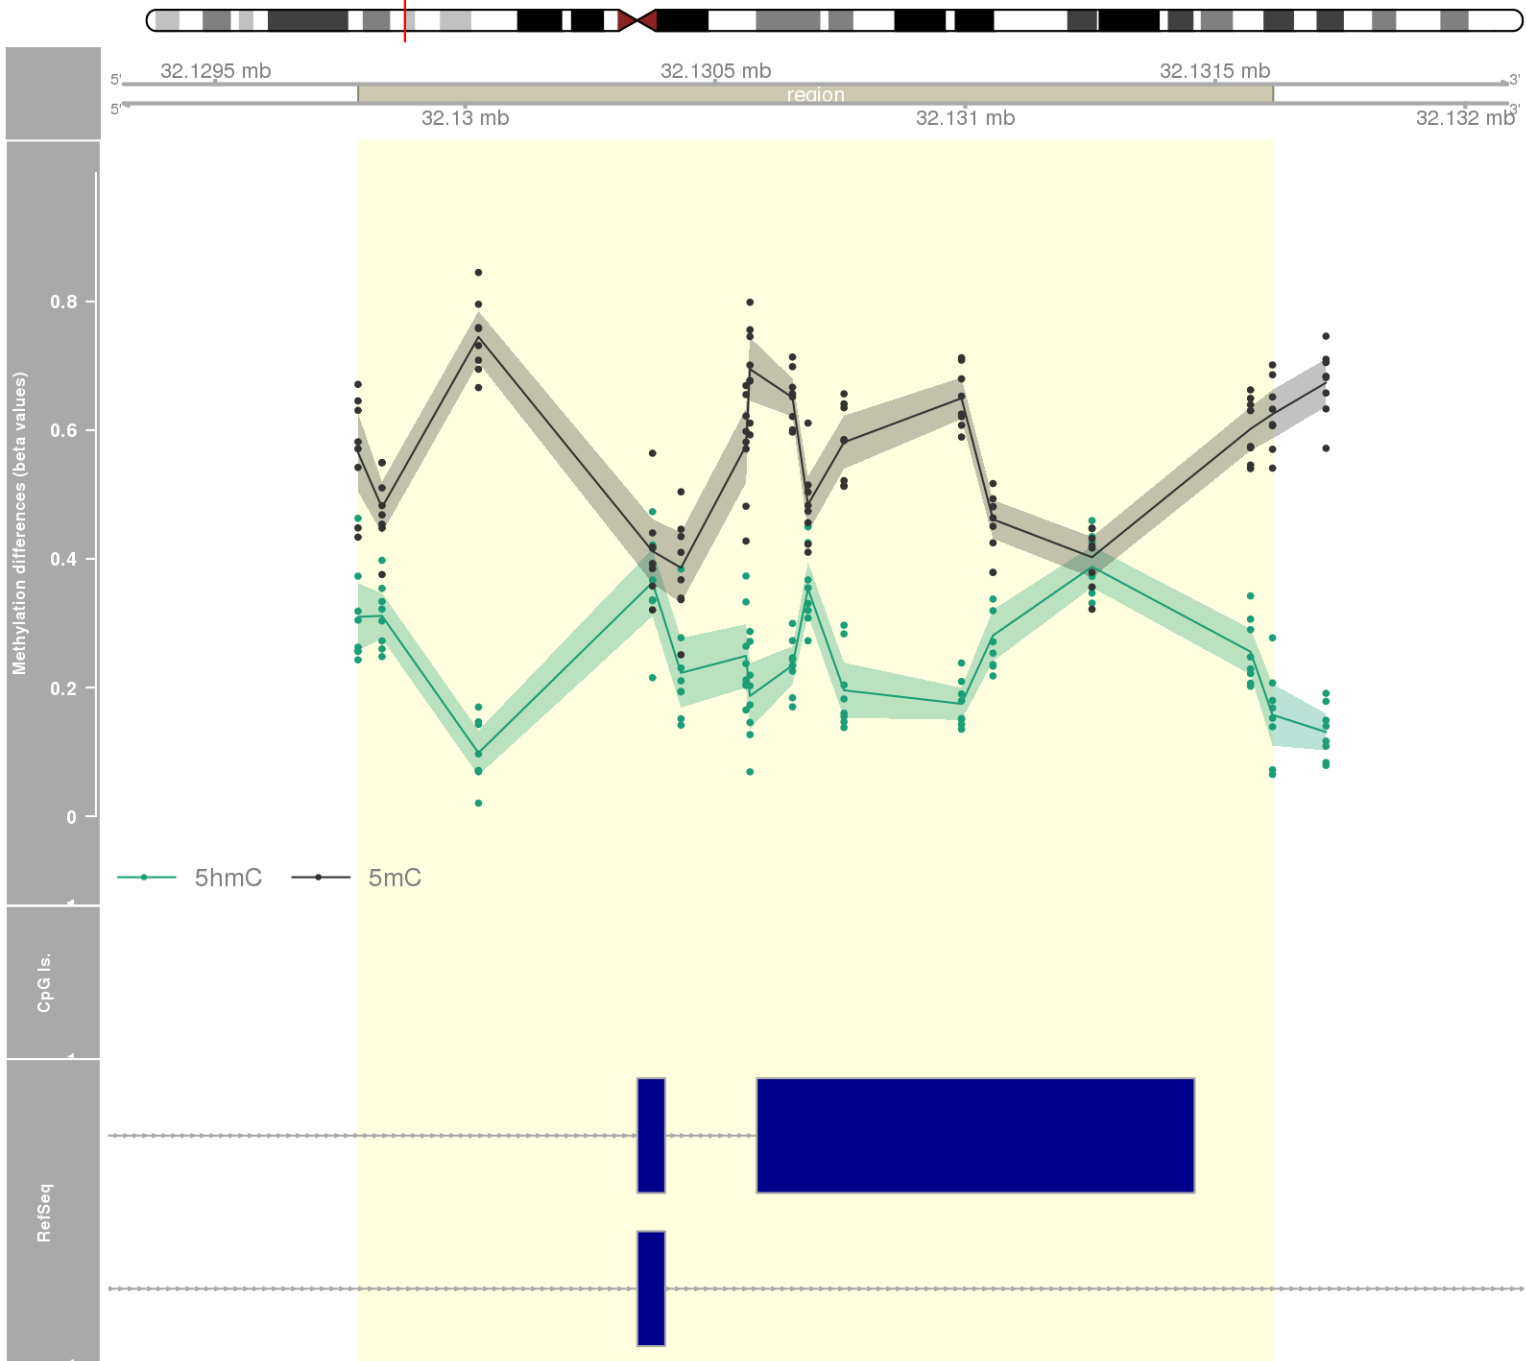 32.1295 mb
32.1305 mb
32.1315 mb
5'
3'
region
5'
3'
32.13 mb
32.131 mb
32.132 mb
Methylation differences (beta values)
0.8
0.6
0.4
0.2
0
5hmC
5mC
CpG Is.
RefSeq